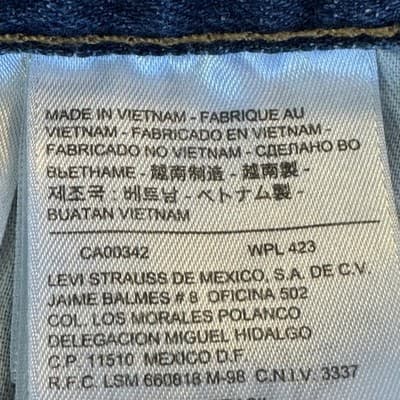 MADE IN VIETNAM - FABRIQUE AU
VIETNAM - FABRICADO EN VIETNAM -
FABRICADO NO VIETNAM - СДЕЛАНО ВО
ВЬЕТНАМЕ - 越南制造 - 越南製 -
제조국 : 베트남 - ベトナム製 -
BUATAN VIETNAM
CA00342 WPL 423
LEVI STRAUSS DE MEXICO, S.A. DE C.V.
JAIME BALMES # 8 OFICINA 502
COL. LOS MORALES POLANCO
DELEGACION MIGUEL HIDALGO
C.P. 11510 MEXICO D.F.
R.F.C. LSM 660818 M-98 C.N.I.V. 3337